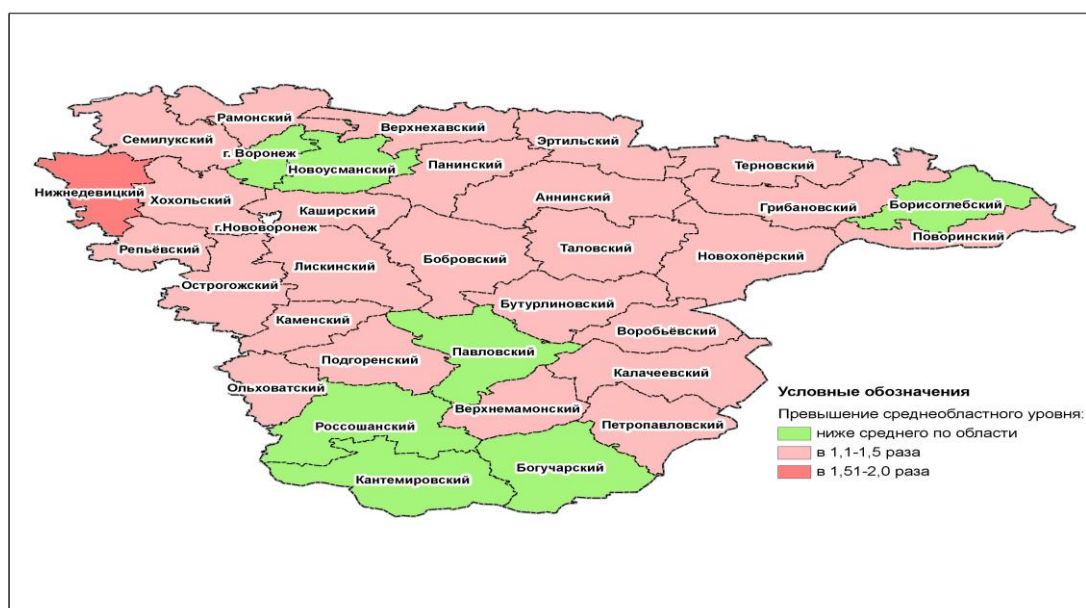 Рамонский
Верхнехавский
Эртильский
Семилукский
г. Воронеж
Панинский
Терновский
Новоусманский
Нижнедевицкий
Хохольский
Аннинский
Грибановский
Борисоглебский
Каширский
г.Нововоронеж
Поворинский
Репьёвский
Таловский
Новохопёрский
Лискинский
Бобровский
Острогожский
Бутурлиновский
Каменский
Воробьёвский
Павловский
Подгоренский
Калачеевский
Ольховатский
Верхнемамонский
Россошанский
Петропавловский
Богучарский
Кантемировский
Условные обозначения
Превышение среднеобластного уровня:
ниже среднего по области
в 1,1-1,5 раза
в 1,51-2,0 раза